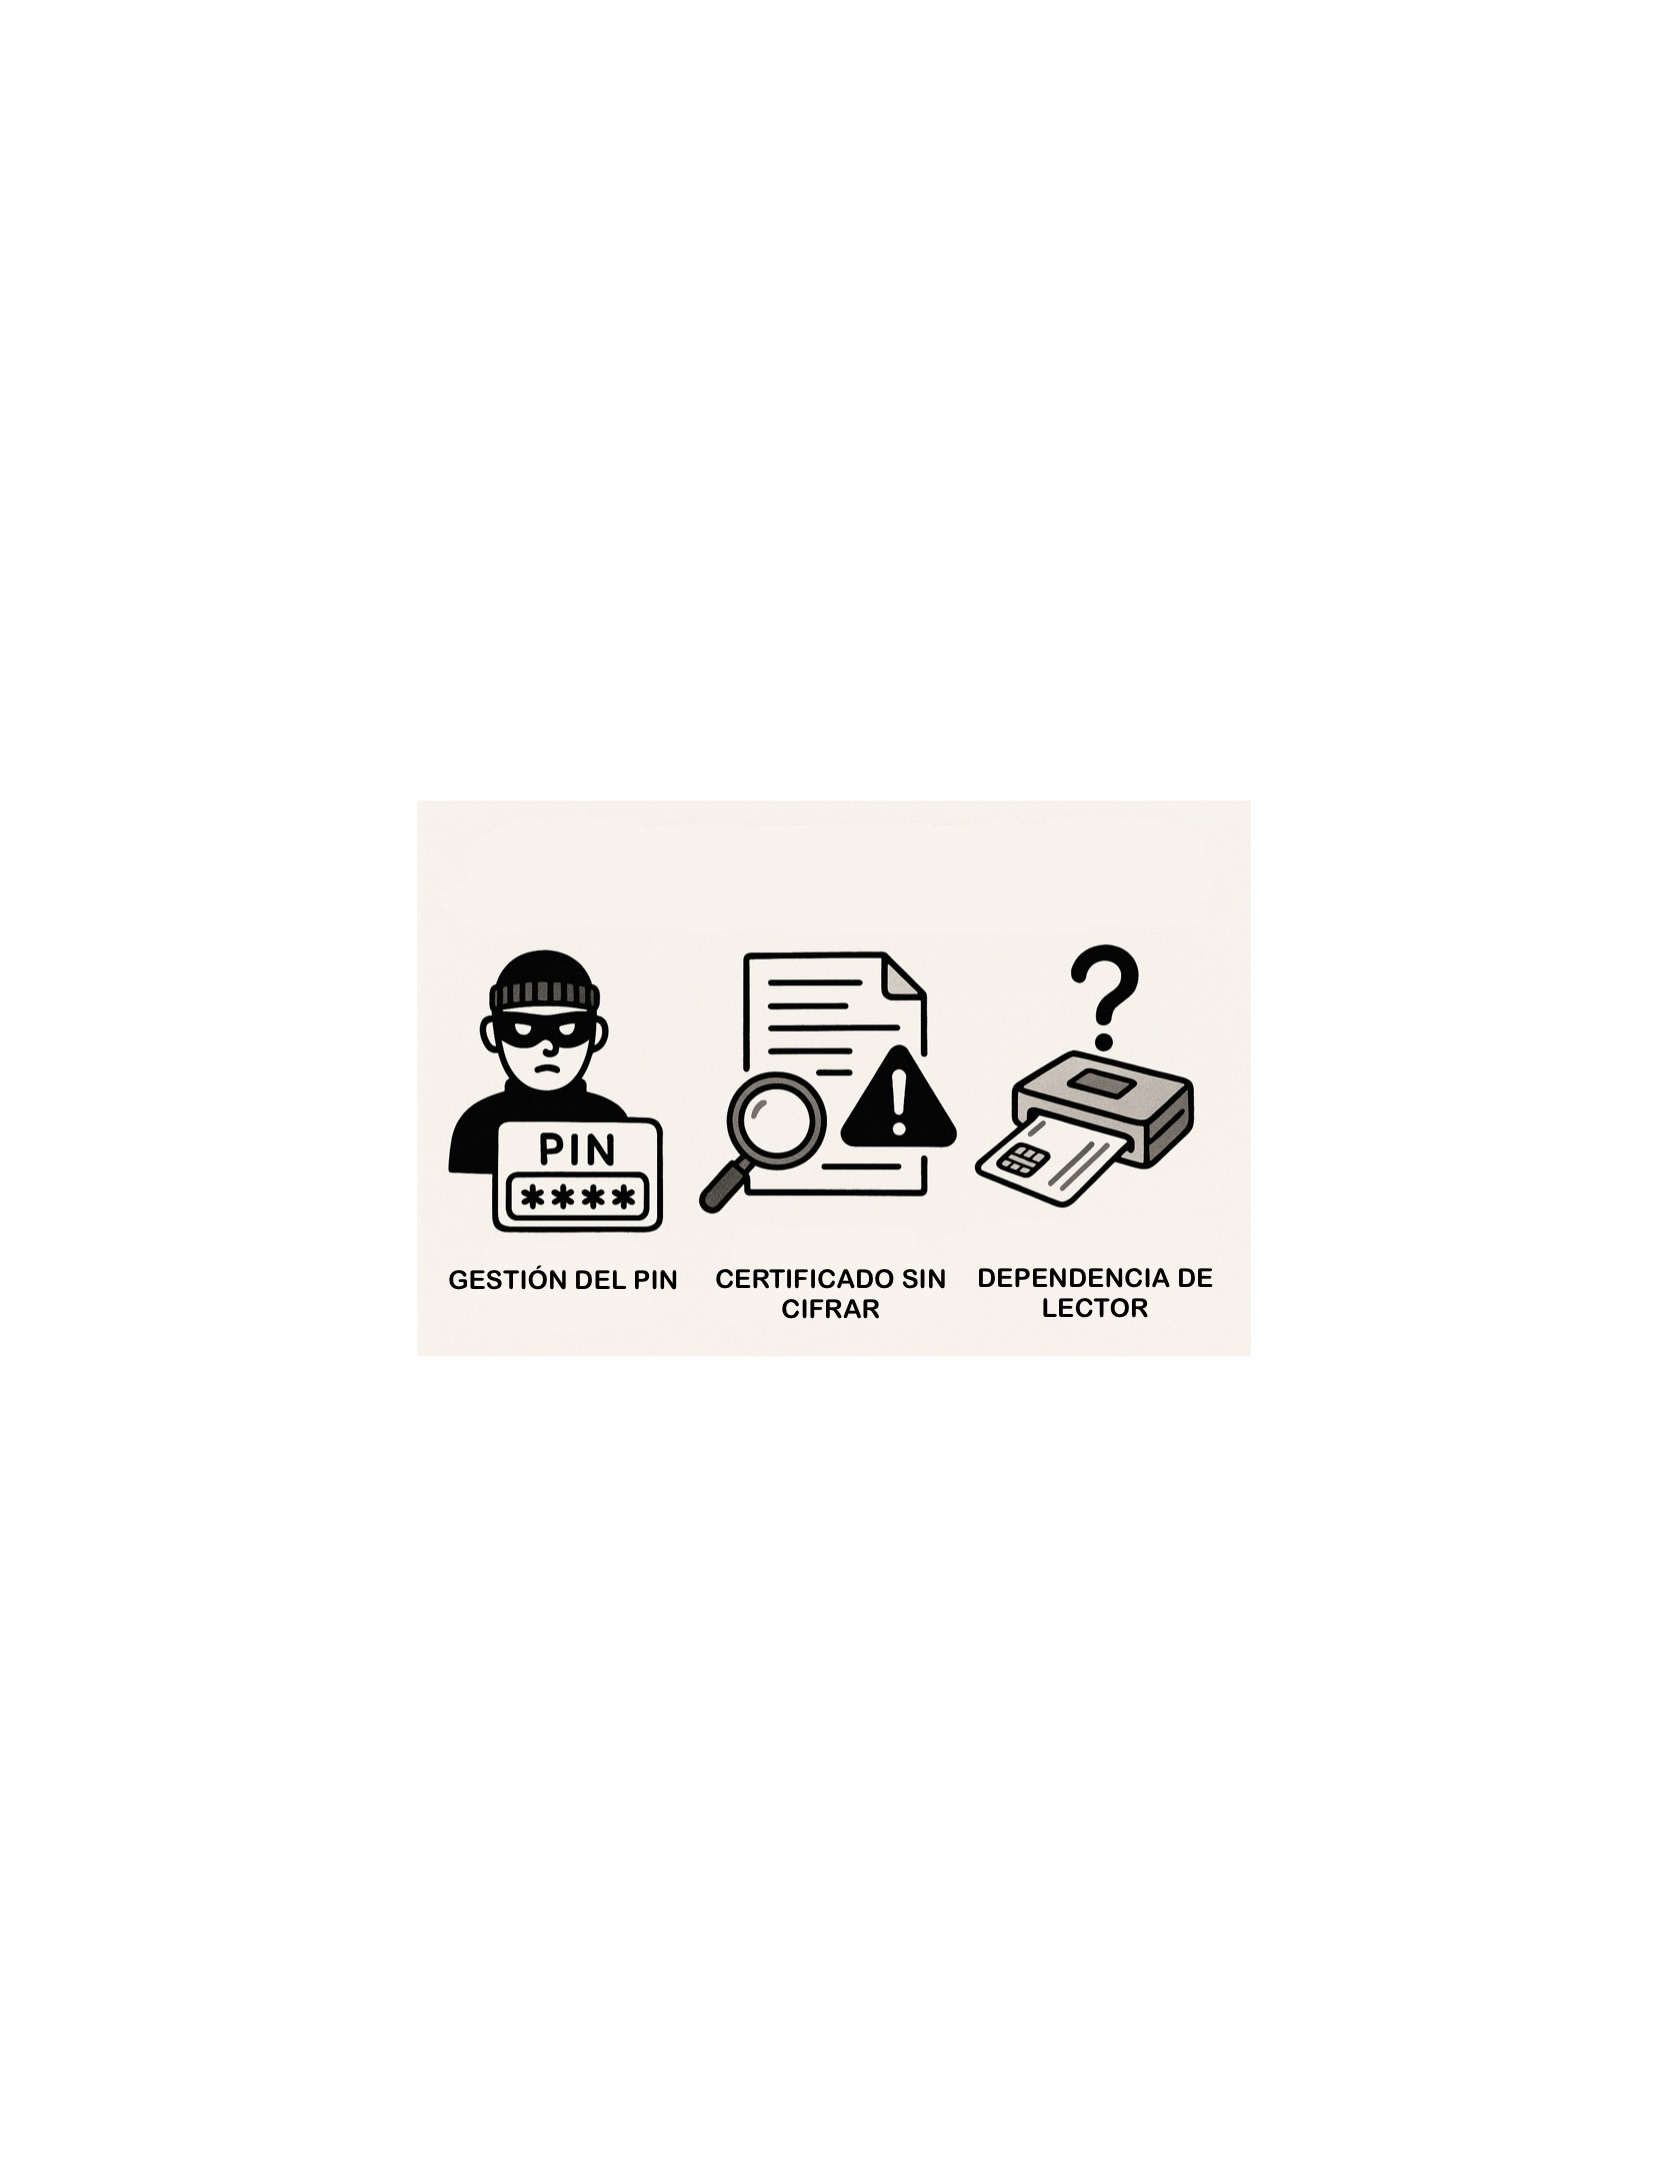 PIN
****
GESTIÓN DEL PIN
CERTIFICADO SIN
CIFRAR
DEPENDENCIA DE
LECTOR